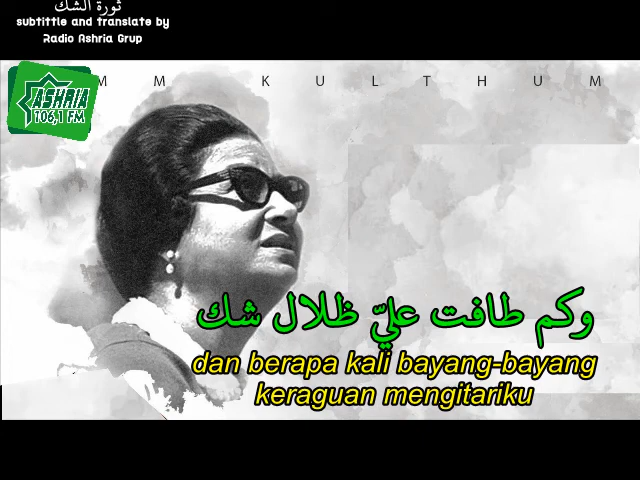 ثورة الشك
subtittle and translate by
Radio Ashria Grup
M M K U L T H U M
ASHRIA
106,1 FM
وكم طافت عليّ ظلال شك
dan berapa kali bayang-bayang
keraguan mengitariku